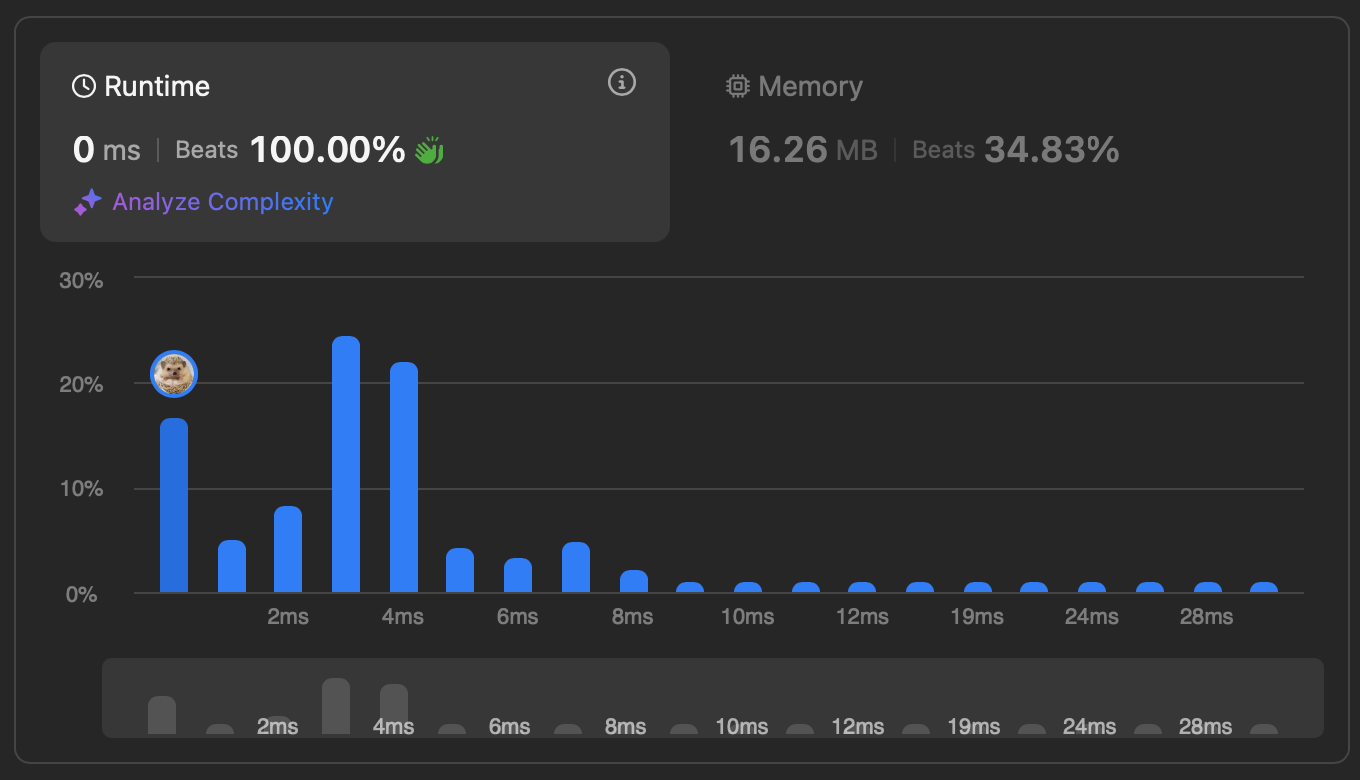 Runtime
0 ms | Beats 100.00%
Analyze Complexity
Memory
16.26 MB | Beats 34.83%
30%
20%
10%
0%
2ms 4ms 6ms 8ms 10ms 12ms 19ms 24ms 28ms
2ms 4ms 6ms 8ms 10ms 12ms 19ms 24ms 28ms